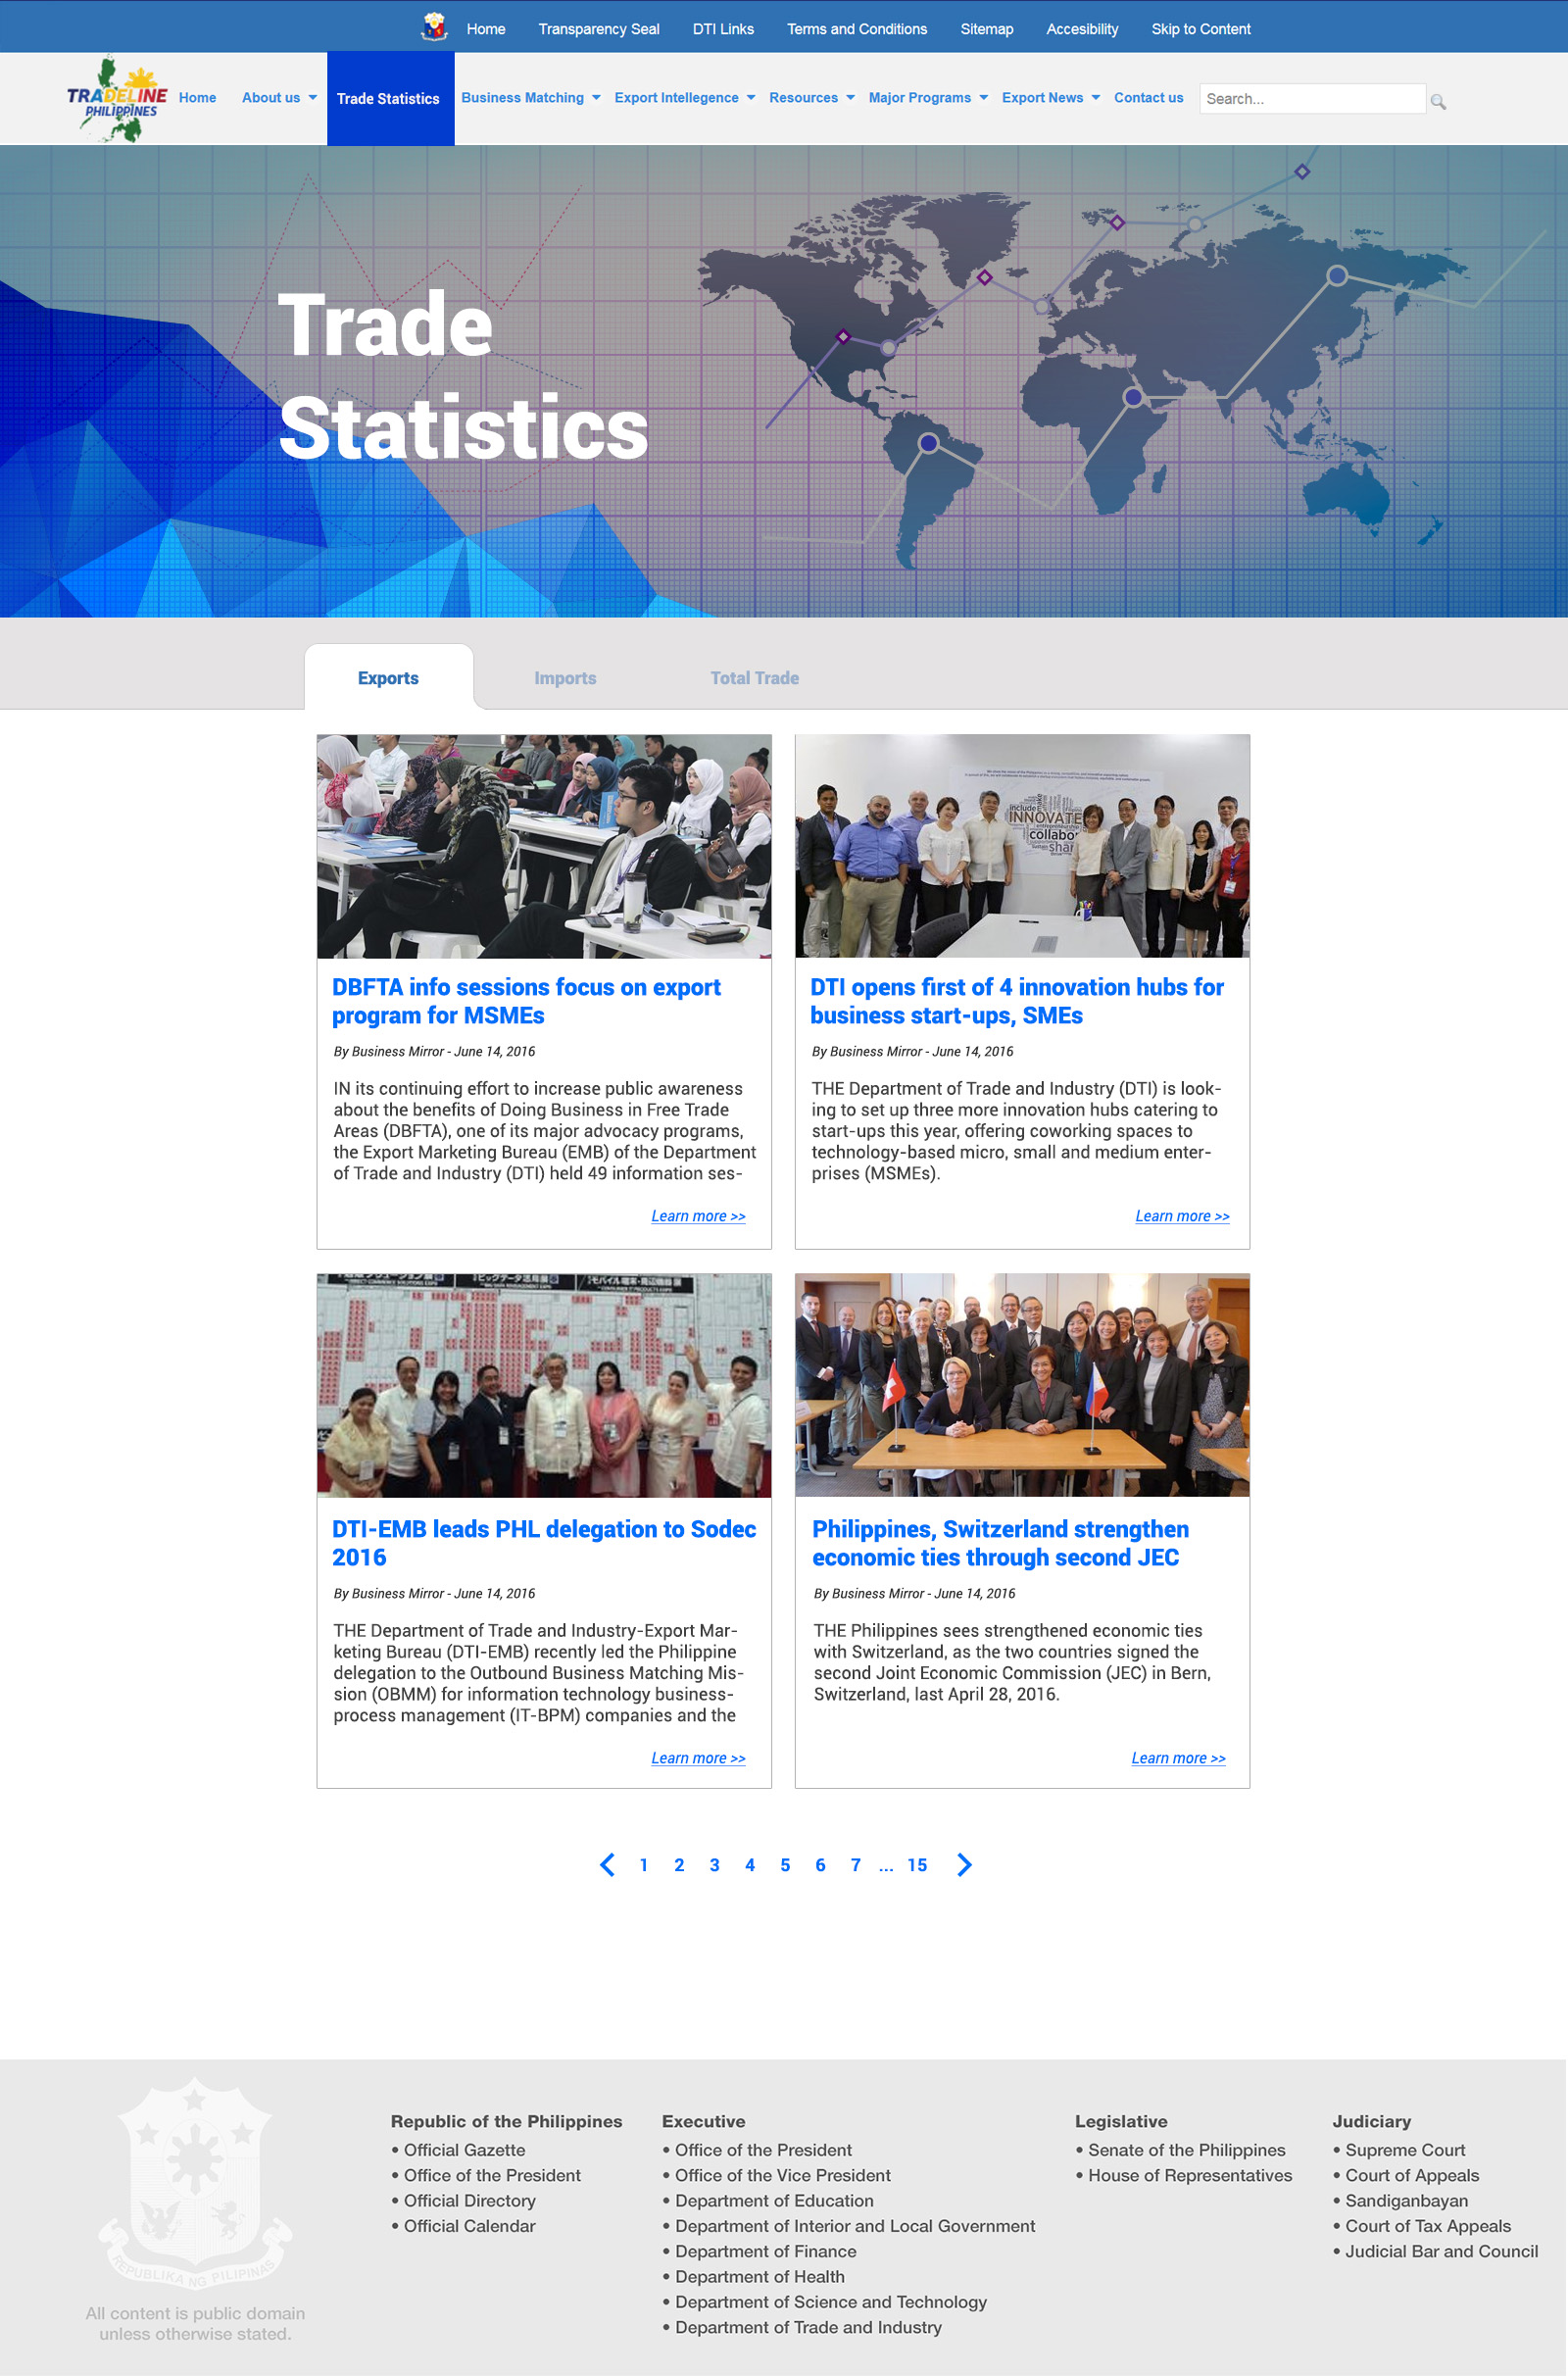 Home Transparency Seal DTI Links Terms and Conditions Sitemap Accesibility Skip to Content
TRADELINE
PHILIPPINES
Home About us Trade Statistics Business Matching Export Intellegence Resources Major Programs Export News Contact us Search...
Trade
Statistics
Exports Imports Total Trade
INNOVATE
DBFTA info sessions focus on export
program for MSMEs
By Business Mirror - June 14, 2016
IN its continuing effort to increase public awareness
about the benefits of Doing Business in Free Trade
Areas (DBFTA), one of its major advocacy programs,
the Export Marketing Bureau (EMB) of the Department
of Trade and Industry (DTI) held 49 information ses-
Learn more >>
DTI opens first of 4 innovation hubs for
business start-ups, SMEs
By Business Mirror - June 14, 2016
THE Department of Trade and Industry (DTI) is look-
ing to set up three more innovation hubs catering to
start-ups this year, offering coworking spaces to
technology-based micro, small and medium enter-
prises (MSMEs).
Learn more >>
DTI-EMB leads PHL delegation to Sodec
2016
By Business Mirror - June 14, 2016
THE Department of Trade and Industry-Export Mar-
keting Bureau (DTI-EMB) recently led the Philippine
delegation to the Outbound Business Matching Mis-
sion (OBMM) for information technology business-
process management (IT-BPM) companies and the
Learn more >>
Philippines, Switzerland strengthen
economic ties through second JEC
By Business Mirror - June 14, 2016
THE Philippines sees strengthened economic ties
with Switzerland, as the two countries signed the
second Joint Economic Commission (JEC) in Bern,
Switzerland, last April 28, 2016.
Learn more >>
1 2 3 4 5 6 7 ... 15
REPUBLIKA NG PILIPINAS
All content is public domain
unless otherwise stated.
Republic of the Philippines
• Official Gazette
• Office of the President
• Official Directory
• Official Calendar
Executive
• Office of the President
• Office of the Vice President
• Department of Education
• Department of Interior and Local Government
• Department of Finance
• Department of Health
• Department of Science and Technology
• Department of Trade and Industry
Legislative
• Senate of the Philippines
• House of Representatives
Judiciary
• Supreme Court
• Court of Appeals
• Sandiganbayan
• Court of Tax Appeals
• Judicial Bar and Council